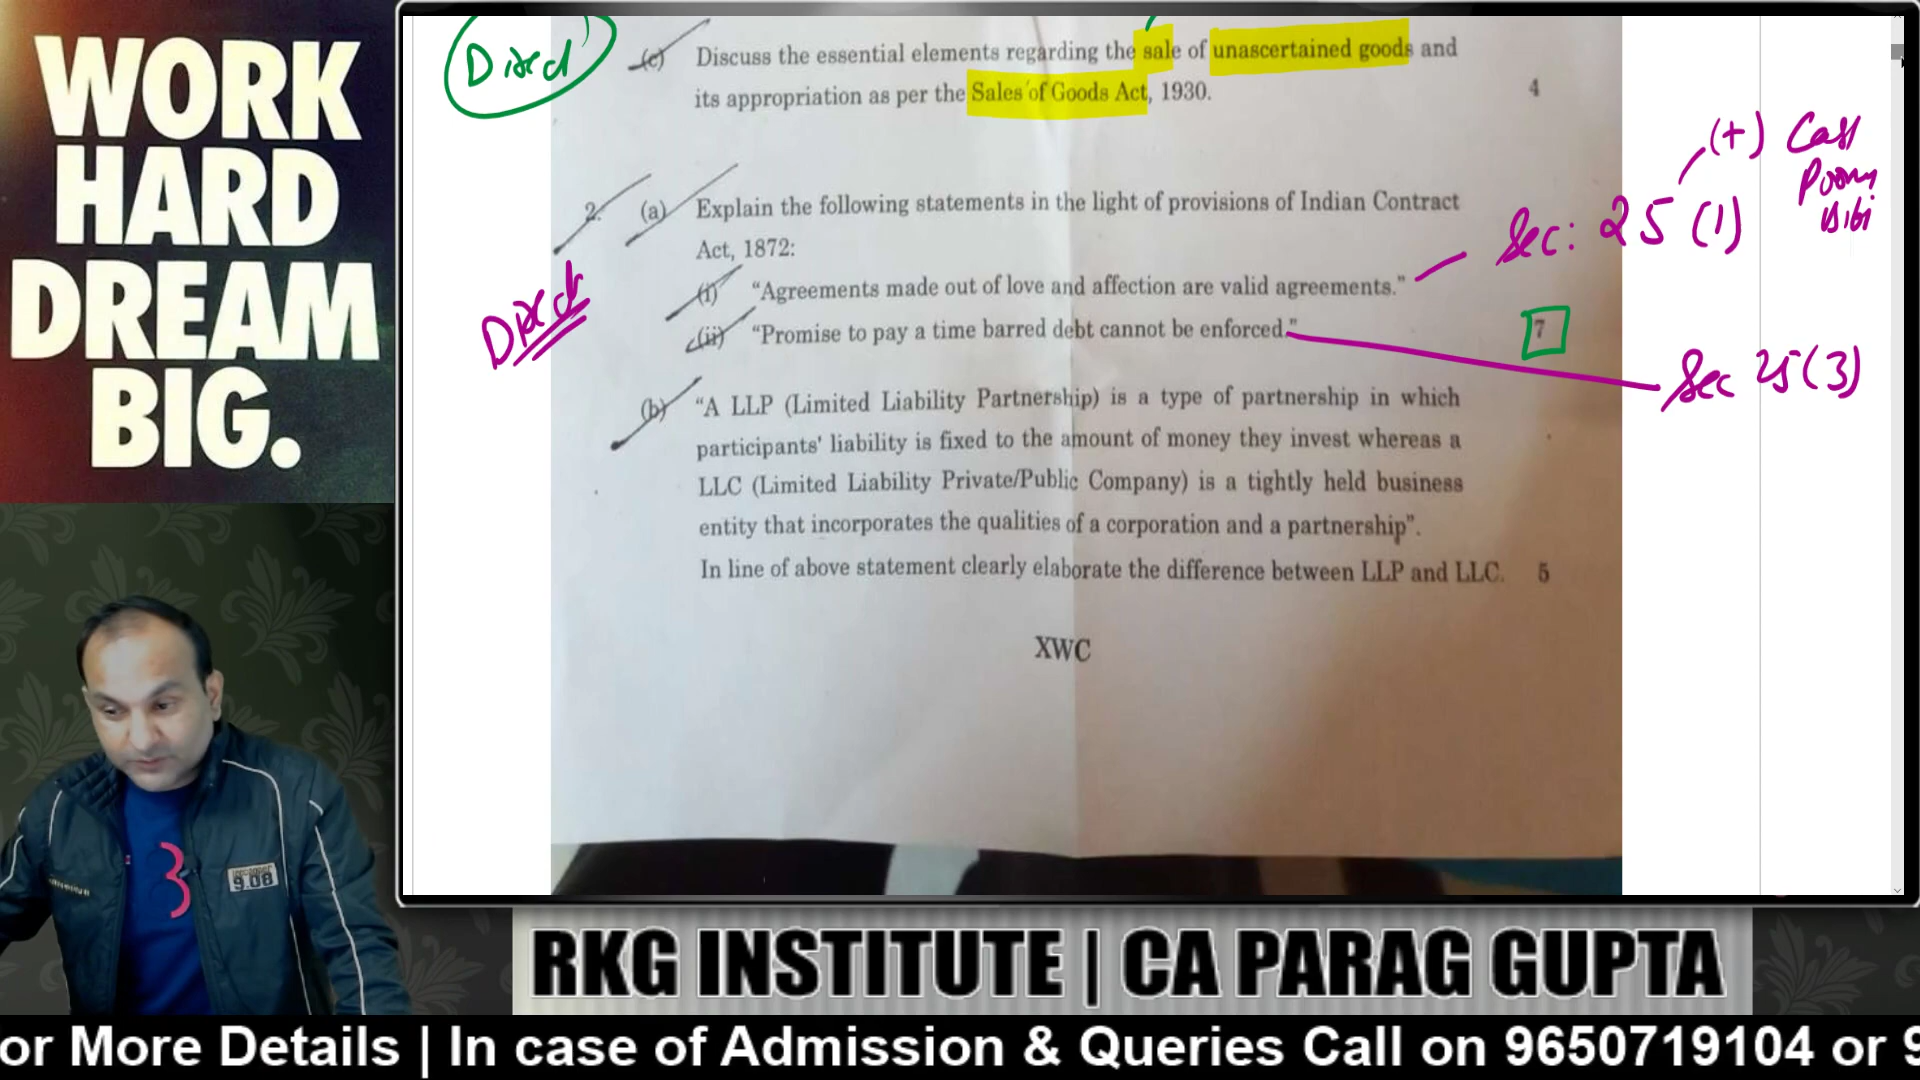 WORK
HARD
DREAM
BIG.
Direct
(c) Discuss the essential elements regarding the sale of unascertained goods and
its appropriation as per the Sales of Goods Act, 1930.
4
2. (a) Explain the following statements in the light of provisions of Indian Contract
Act, 1872:
(i) “Agreements made out of love and affection are valid agreements.”
Sec: 25 (1)
(+) Case
Bibi
Direct
(ii) “Promise to pay a time barred debt cannot be enforced.”
7
Sec 25(3)
(b) “A LLP (Limited Liability Partnership) is a type of partnership in which
participants' liability is fixed to the amount of money they invest whereas a
LLC (Limited Liability Private/Public Company) is a tightly held business
entity that incorporates the qualities of a corporation and a partnership”.
In line of above statement clearly elaborate the difference between LLP and LLC. 5
XWC
3
9.08
RKG INSTITUTE | CA PARAG GUPTA
or More Details | In case of Admission & Queries Call on 9650719104 or 9